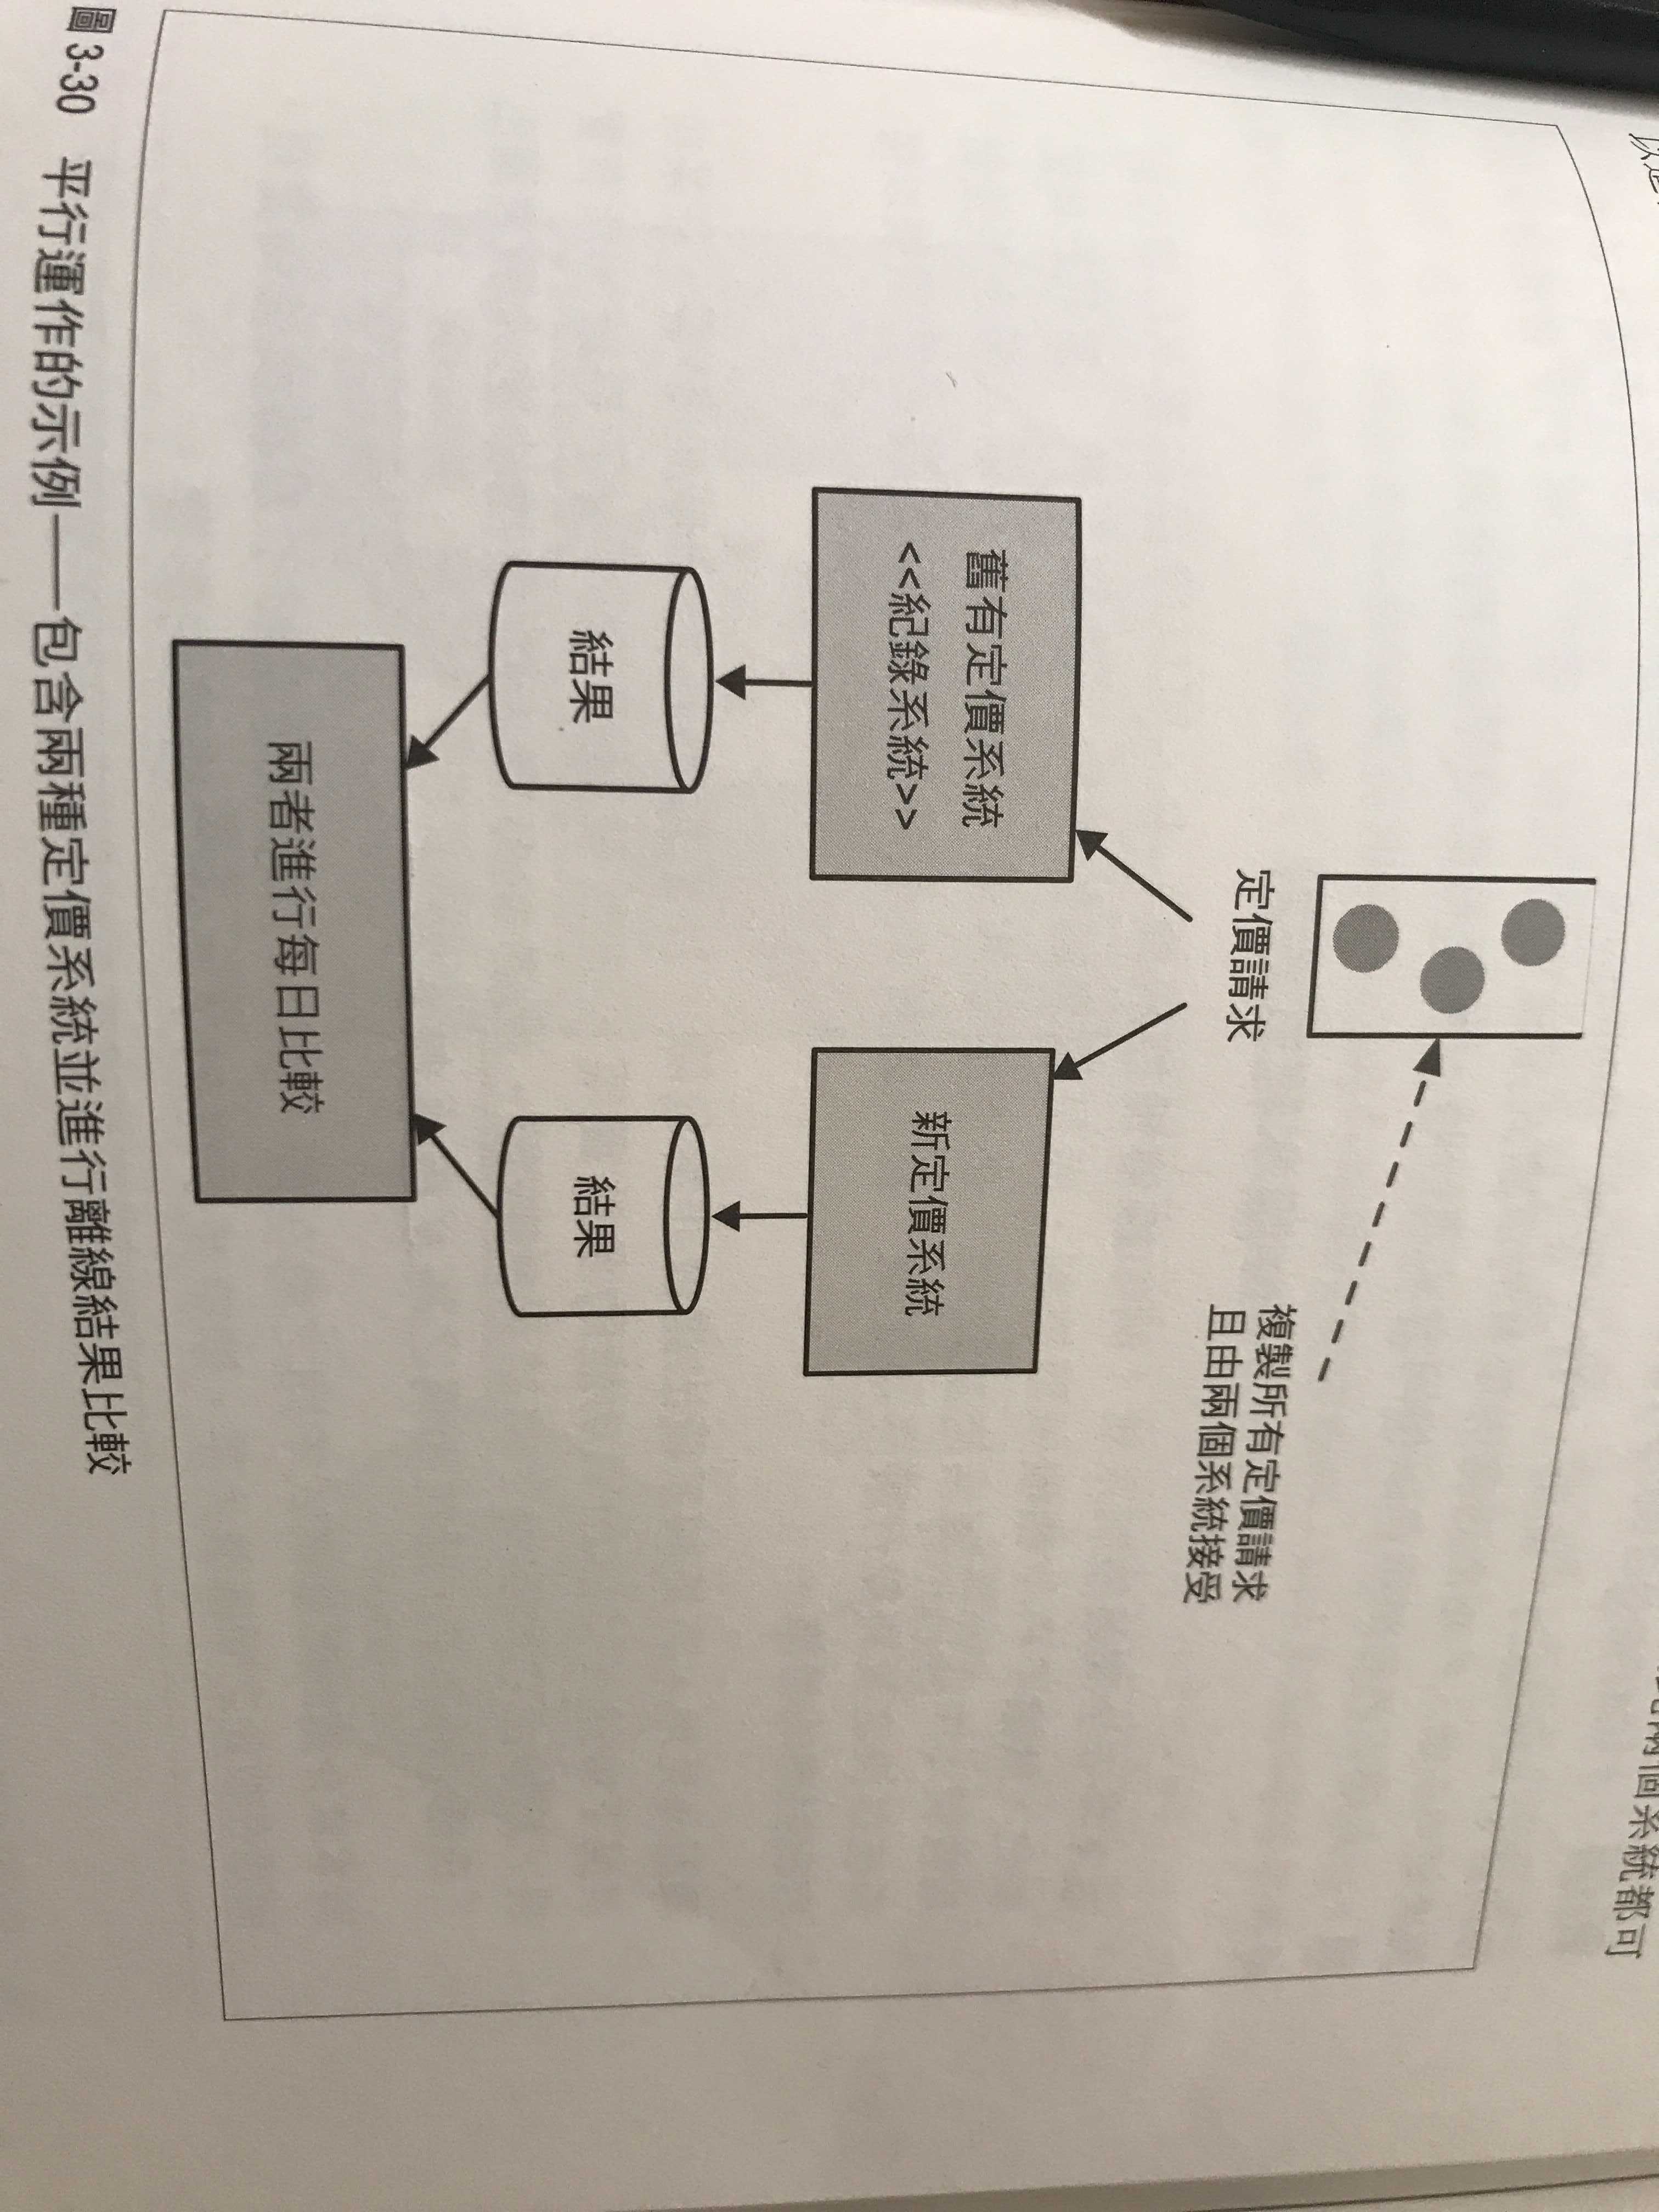 個系統都可
定價請求
複製所有定價請求
且由兩個系統接受
舊有定價系統
<<紀錄系統>>
新定價系統
結果
結果
兩者進行每日比較
圖 3-30 平行運作的示例——包含兩種定價系統並進行離線結果比較